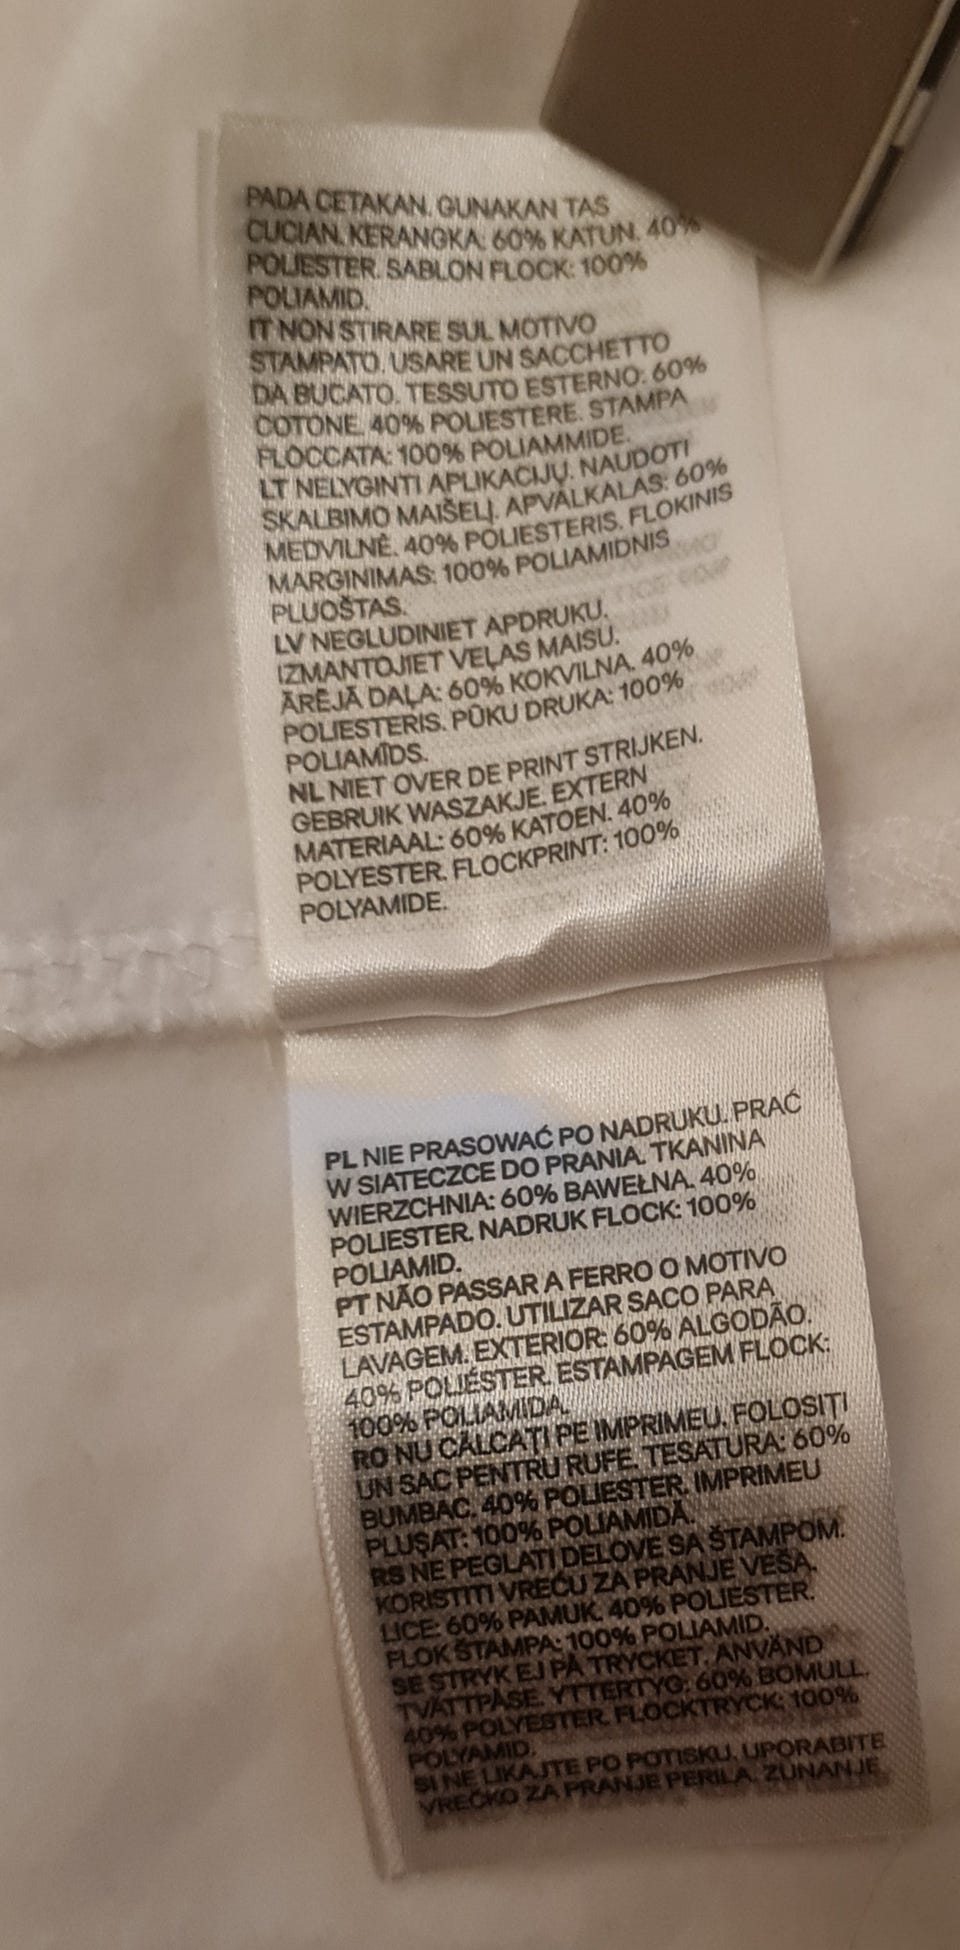 PADA CETAKAN. GUNAKAN TAS
CUCIAN. KERANGKA: 60% KATUN. 40%
POLIESTER. SABLON FLOCK: 100%
POLIAMID.
IT NON STIRARE SUL MOTIVO
STAMPATO. USARE UN SACCHETTO
DA BUCATO. TESSUTO ESTERNO: 60%
COTONE. 40% POLIESTERE. STAMPA
FLOCCATA: 100% POLIAMMIDE.
LT NELYGINTI APLIKACIJŲ. NAUDOTI
SKALBIMO MAIŠELĮ. APVALKALAS: 60%
MEDVILNĖ. 40% POLIESTERIS. FLOKINIS
MARGINIMAS: 100% POLIAMIDNIS
PLUOŠTAS.
LV NEGLUDINIET APDRUKU.
IZMANTOJIET VEĻAS MAISU.
ĀRĒJĀ DAĻA: 60% KOKVILNA. 40%
POLIESTERIS. PŪKU DRUKA: 100%
POLIAMĪDS.
NL NIET OVER DE PRINT STRIJKEN.
GEBRUIK WASZAKJE. EXTERN
MATERIAAL: 60% KATOEN. 40%
POLYESTER. FLOCKPRINT: 100%
POLYAMIDE.
PL NIE PRASOWAĆ PO NADRUKU. PRAĆ
W SIATECZCE DO PRANIA. TKANINA
WIERZCHNIA: 60% BAWEŁNA. 40%
POLIESTER. NADRUK FLOCK: 100%
POLIAMID.
PT NÃO PASSAR A FERRO O MOTIVO
ESTAMPADO. UTILIZAR SACO PARA
LAVAGEM. EXTERIOR: 60% ALGODÃO.
40% POLIÉSTER. ESTAMPAGEM FLOCK:
100% POLIAMIDA.
RO NU CĂLCAȚI PE IMPRIMEU. FOLOSIȚI
UN SAC PENTRU RUFE. TESATURA: 60%
BUMBAC. 40% POLIESTER. IMPRIMEU
PLUȘAT: 100% POLIAMIDĂ.
RS NE PEGLATI DELOVE SA ŠTAMPOM.
KORISTITI VREĆU ZA PRANJE VEŠA.
LICE: 60% PAMUK. 40% POLIESTER.
FLOK ŠTAMPA: 100% POLIAMID.
SE STRYK EJ PÅ TRYCKET. ANVÄND
TVÄTTPÅSE. YTTERTYG: 60% BOMULL.
40% POLYESTER. FLOCKTRYCK: 100%
POLYAMID.
SI NE LIKAJTE PO POTISKU. UPORABITE
VREČKO ZA PRANJE PERILA. ZUNANJE